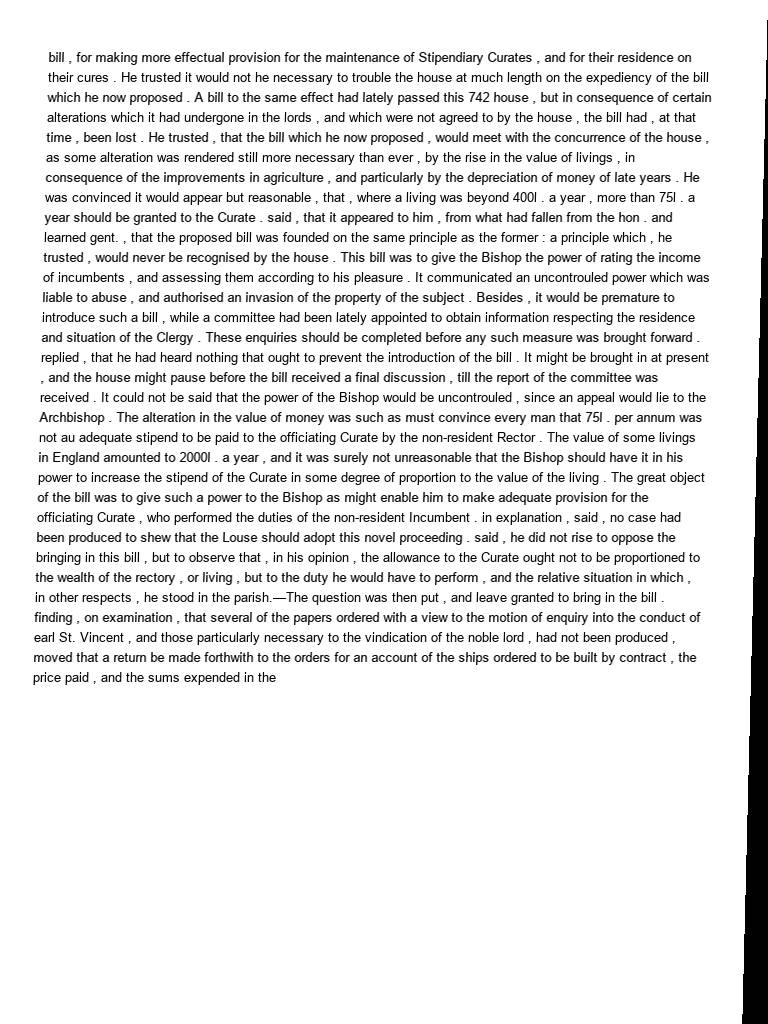 bill , for making more effectual provision for the maintenance of Stipendiary Curates , and for their residence on
their cures . He trusted it would not he necessary to trouble the house at much length on the expediency of the bill
which he now proposed . A bill to the same effect had lately passed this 742 house , but in consequence of certain
alterations which it had undergone in the lords , and which were not agreed to by the house , the bill had , at that
time , been lost . He trusted , that the bill which he now proposed , would meet with the concurrence of the house ,
as some alteration was rendered still more necessary than ever , by the rise in the value of livings , in
consequence of the improvements in agriculture , and particularly by the depreciation of money of late years . He
was convinced it would appear but reasonable , that , where a living was beyond 400l . a year , more than 75l . a
year should be granted to the Curate . said , that it appeared to him , from what had fallen from the hon . and
learned gent. , that the proposed bill was founded on the same principle as the former : a principle which , he
trusted , would never be recognised by the house . This bill was to give the Bishop the power of rating the income
of incumbents , and assessing them according to his pleasure . It communicated an uncontrouled power which was
liable to abuse , and authorised an invasion of the property of the subject . Besides , it would be premature to
introduce such a bill , while a committee had been lately appointed to obtain information respecting the residence
and situation of the Clergy . These enquiries should be completed before any such measure was brought forward .
replied , that he had heard nothing that ought to prevent the introduction of the bill . It might be brought in at present
, and the house might pause before the bill received a final discussion , till the report of the committee was
received . It could not be said that the power of the Bishop would be uncontrouled , since an appeal would lie to the
Archbishop . The alteration in the value of money was such as must convince every man that 75l . per annum was
not au adequate stipend to be paid to the officiating Curate by the non-resident Rector . The value of some livings
in England amounted to 2000l . a year , and it was surely not unreasonable that the Bishop should have it in his
power to increase the stipend of the Curate in some degree of proportion to the value of the living . The great object
of the bill was to give such a power to the Bishop as might enable him to make adequate provision for the
officiating Curate , who performed the duties of the non-resident Incumbent . in explanation , said , no case had
been produced to shew that the Louse should adopt this novel proceeding . said , he did not rise to oppose the
bringing in this bill , but to observe that , in his opinion , the allowance to the Curate ought not to be proportioned to
the wealth of the rectory , or living , but to the duty he would have to perform , and the relative situation in which ,
in other respects , he stood in the parish.—The question was then put , and leave granted to bring in the bill .
finding , on examination , that several of the papers ordered with a view to the motion of enquiry into the conduct of
earl St. Vincent , and those particularly necessary to the vindication of the noble lord , had not been produced ,
moved that a return be made forthwith to the orders for an account of the ships ordered to be built by contract , the
price paid , and the sums expended in the